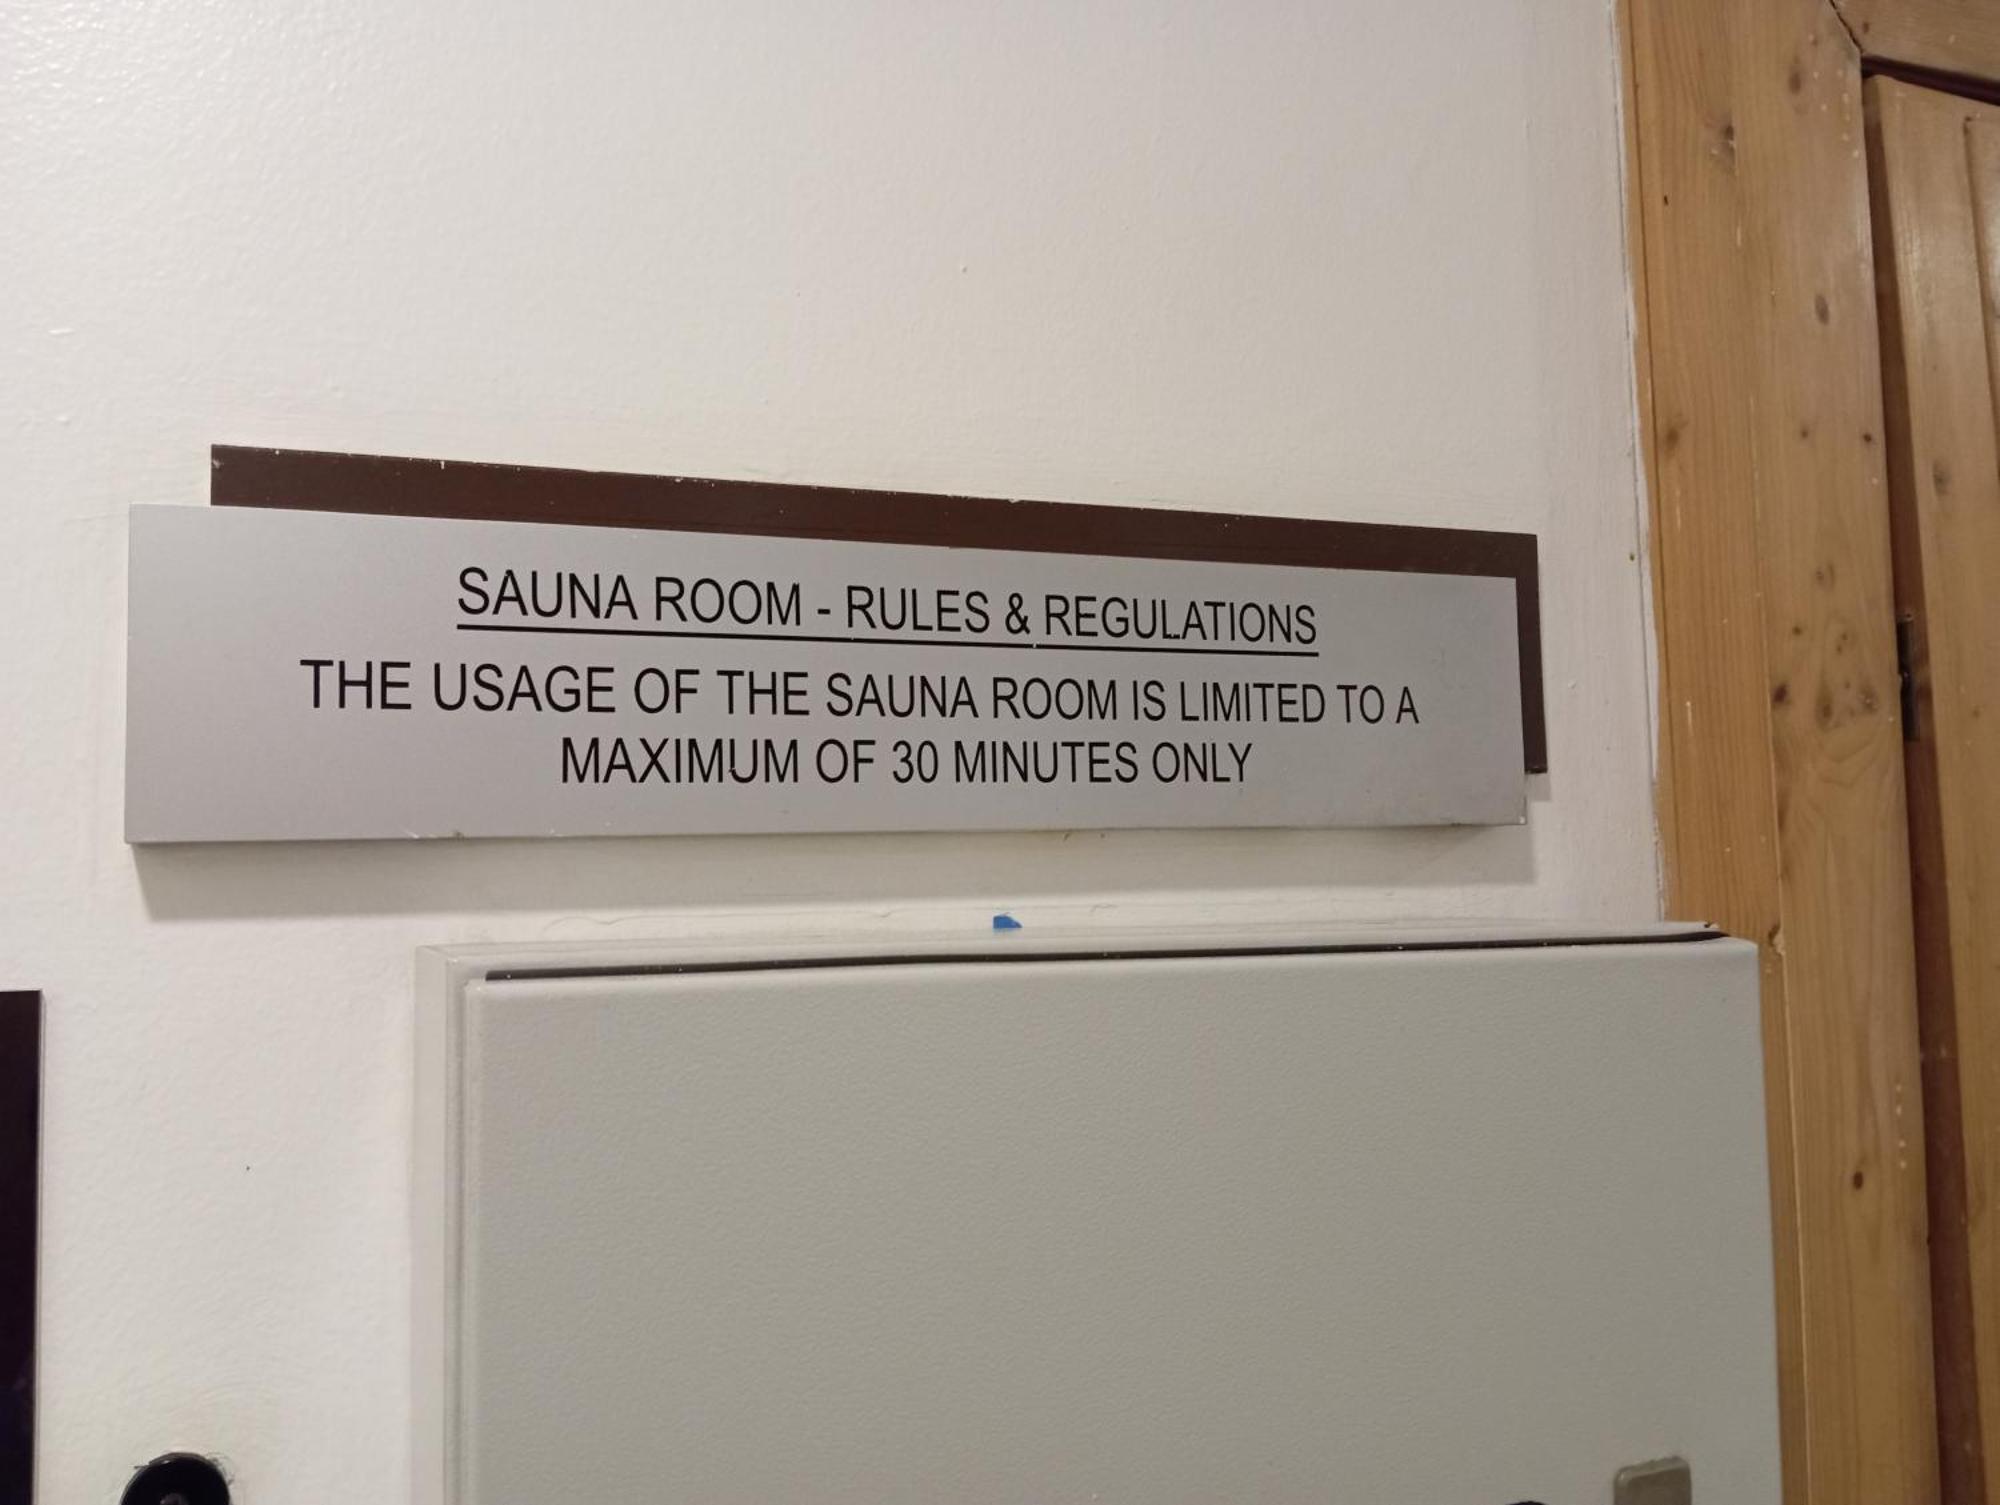 SAUNA ROOM - RULES & REGULATIONS
THE USAGE OF THE SAUNA ROOM IS LIMITED TO A
MAXIMUM OF 30 MINUTES ONLY